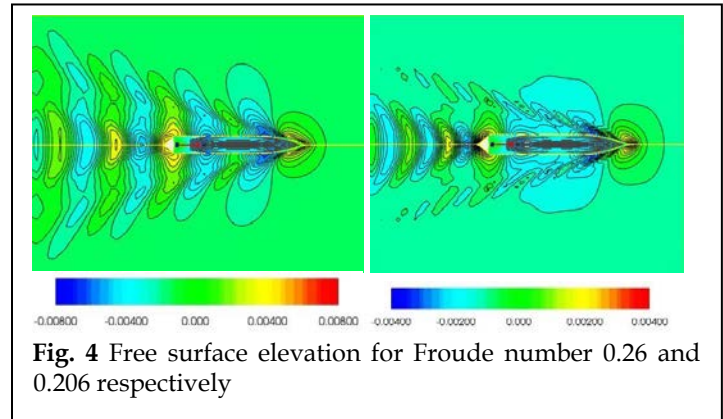 -0.00800 -0.00400 0.000 0.00400 0.00800
-0.00400 -0.00200 0.000 0.00200 0.00400
Fig. 4 Free surface elevation for Froude number 0.26 and
0.206 respectively